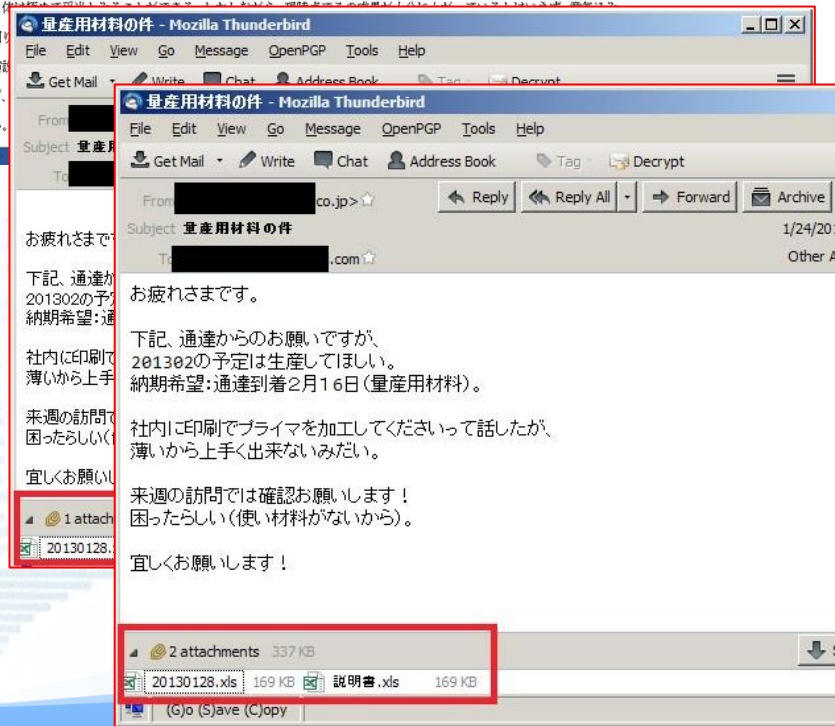 量産用材料の件 - Mozilla Thunderbird
File Edit View Go Message OpenPGP Tools Help
Get Mail Write Chat Address Book Tag Decrypt
From
Subject 量産
To
お疲れさまで
下記、通達か
201302の予
納期希望:通
社内に印刷で
薄いから上手
来週の訪問で
困ったらしい(
宜しくお願いし
1 attach
20130128.
量産用材料の件 - Mozilla Thunderbird
File Edit View Go Message OpenPGP Tools Help
Get Mail Write Chat Address Book Tag Decrypt
From co.jp> Reply Reply All Forward Archive
Subject 量産用材料の件 1/24/201
To .com Other A
お疲れさまです。
下記、通達からのお願いですが、
201302の予定は生産してほしい。
納期希望:通達到着2月16日(量産用材料)。
社内に印刷でプライマを加工してくださいって話したが、
薄いから上手く出来ないみだい。
来週の訪問では確認お願いします!
困ったらしい(使い材料がないから)。
宜しくお願いします!
2 attachments 337 KB
20130128.xls 169 KB 説明書.xls 169 KB
(G)o (S)ave (C)opy